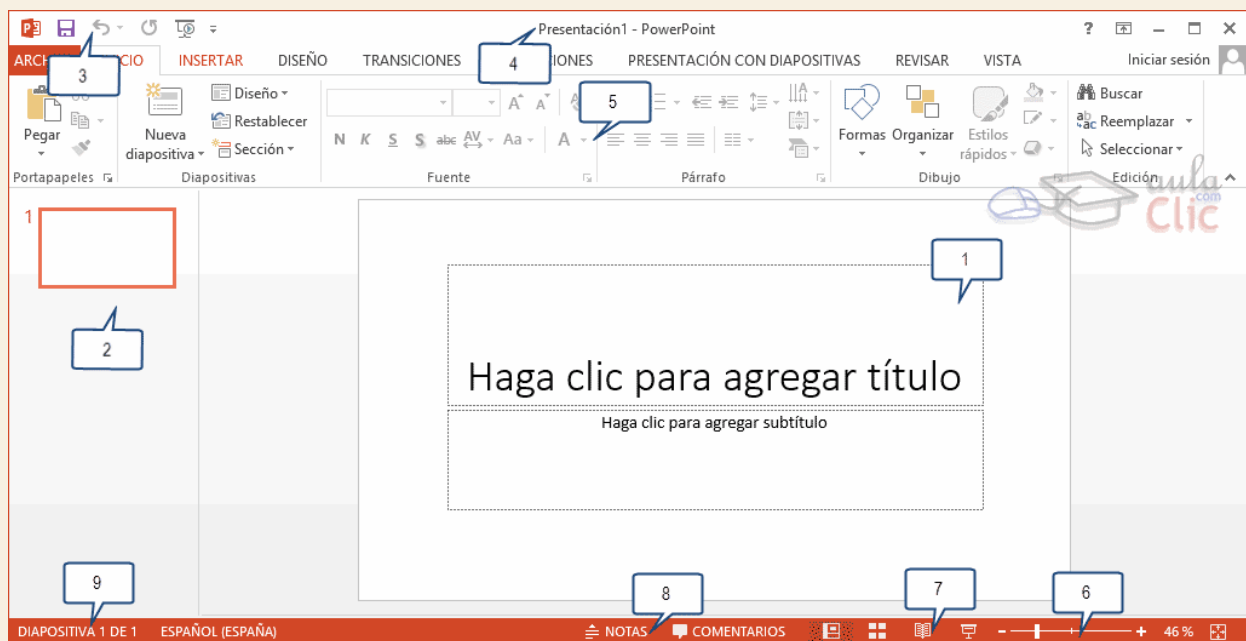 Presentación1 - PowerPoint
?
3
4
ARCH CIO INSERTAR DISEÑO TRANSICIONES IONES PRESENTACIÓN CON DIAPOSITIVAS REVISAR VISTA Iniciar sesión
5
Pegar
Nueva diapositiva
Diseño
Restablecer
Sección
N K S S abc AV Aa A
Formas Organizar Estilos rápidos
Buscar
Reemplazar
Seleccionar
Portapapeles Diapositivas Fuente Párrafo Dibujo Edición
aula
.com
Clic
1
1
2
Haga clic para agregar título
Haga clic para agregar subtítulo
9
8
7
6
DIAPOSITIVA 1 DE 1 ESPAÑOL (ESPAÑA) NOTAS COMENTARIOS - + 46 %